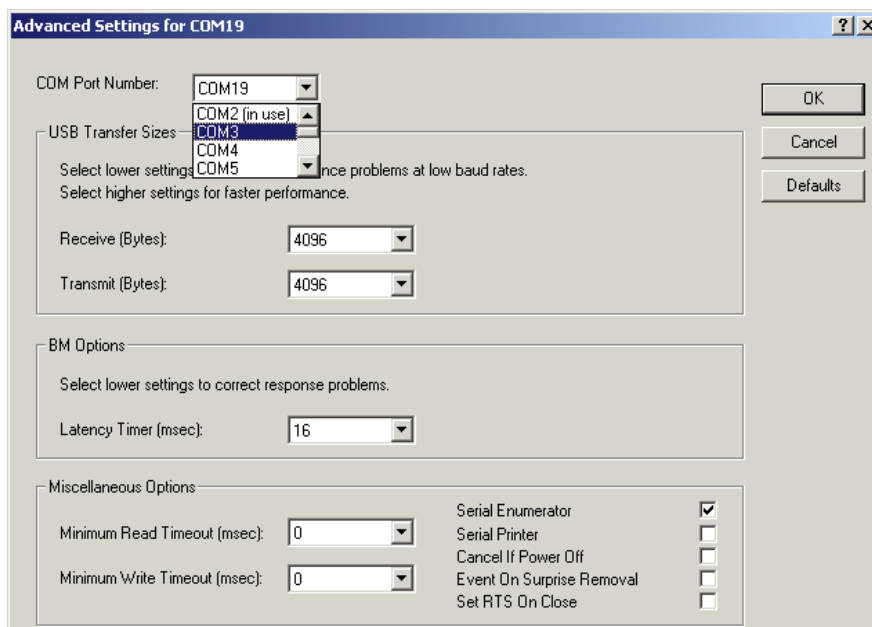 Advanced Settings for COM19
COM Port Number: COM19
COM2 (in use)
COM3
COM4
COM5
OK
Cancel
Defaults
USB Transfer Sizes
Select lower settings nce problems at low baud rates.
Select higher settings for faster performance.
Receive (Bytes): 4096
Transmit (Bytes): 4096
BM Options
Select lower settings to correct response problems.
Latency Timer (msec): 16
Miscellaneous Options
Minimum Read Timeout (msec): 0
Minimum Write Timeout (msec): 0
Serial Enumerator
Serial Printer
Cancel If Power Off
Event On Surprise Removal
Set RTS On Close